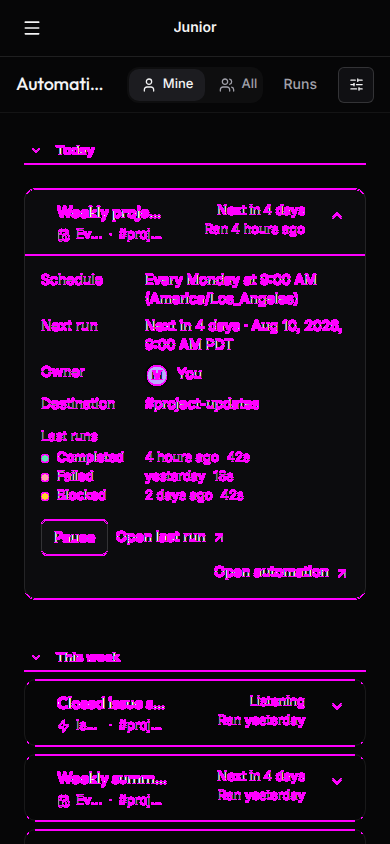 Junior
Automati...
Mine
All
Runs
Today
Weekly proje...
Next in 4 days
Ev... · #proj...
Ran 4 hours ago
Schedule
Every Monday at 9:00 AM
(America/Los_Angeles)
Next run
Next in 4 days · Aug 10, 2026,
9:00 AM PDT
Owner
You
Destination
#project-updates
Last runs
Completed 4 hours ago 42s
Failed yesterday 18s
Blocked 2 days ago 42s
Pause
Open last run
Open automation
This week
Closed issue s...
Listening
Is... · #proj...
Ran yesterday
Weekly summ...
Next in 4 days
Ev... · #proj...
Ran yesterday